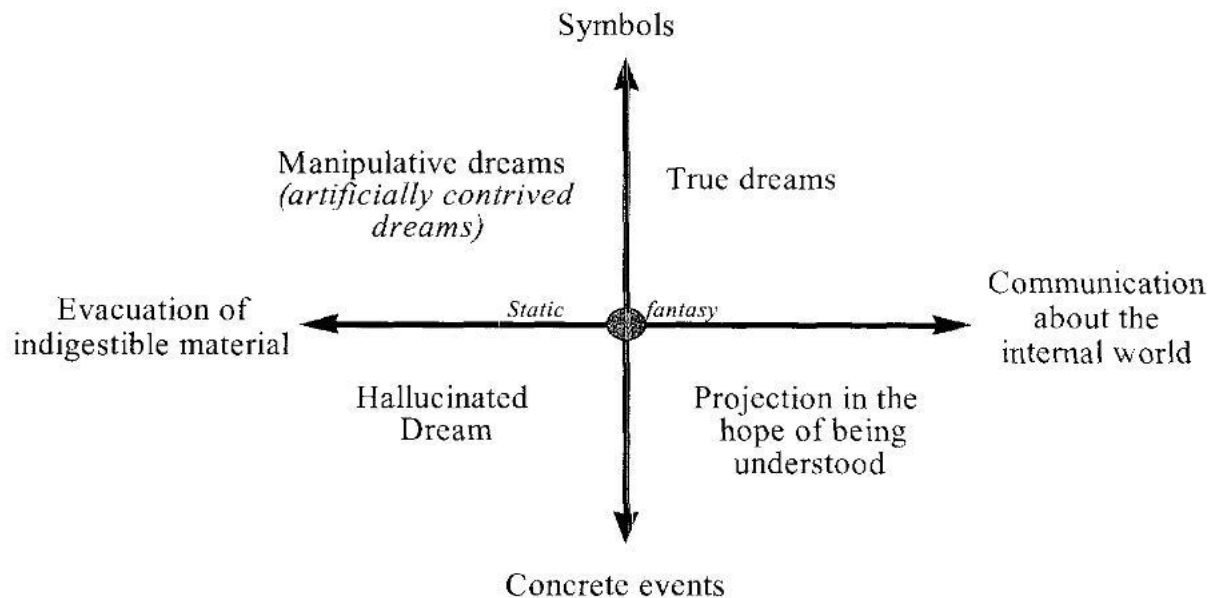 Symbols
Manipulative dreams
(artificially contrived
dreams)
True dreams
Evacuation of
indigestible material
Static
fantasy
Communication
about the
internal world
Hallucinated
Dream
Projection in the
hope of being
understood
Concrete events